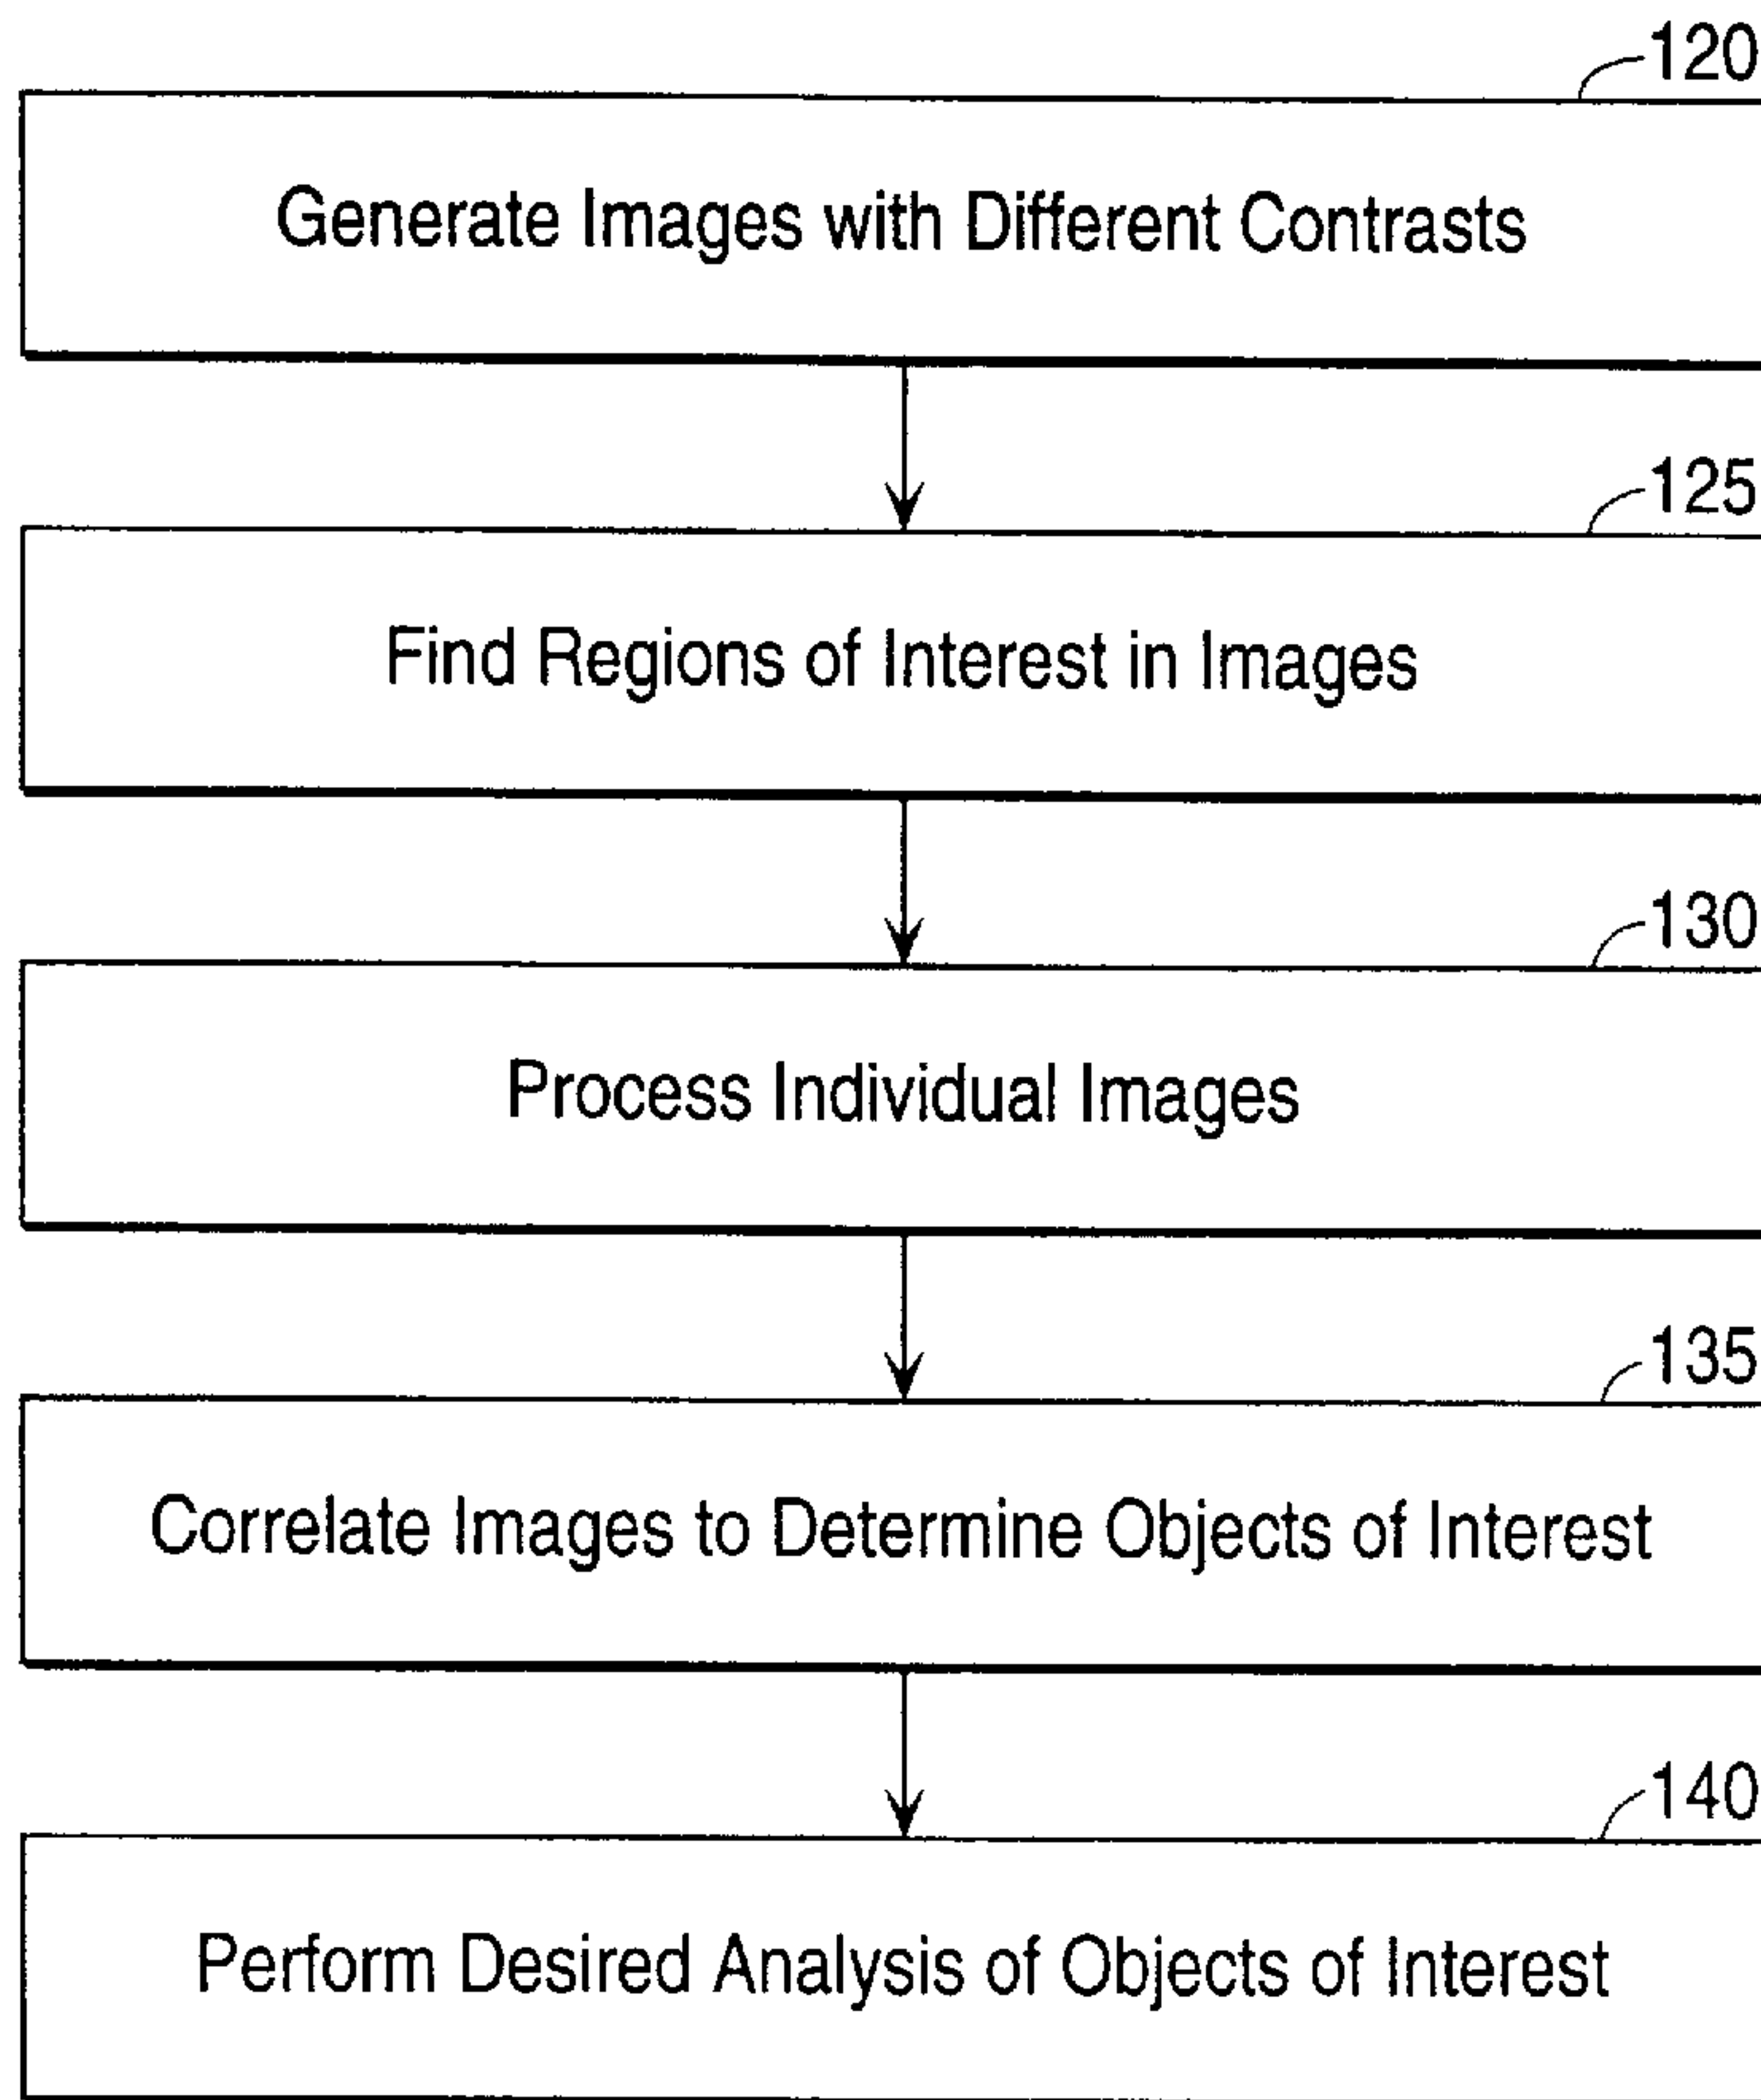 120
Generate Images with Different Contrasts
125
Find Regions of Interest in Images
130
Process Individual Images
135
Correlate Images to Determine Objects of Interest
140
Perform Desired Analysis of Objects of Interest